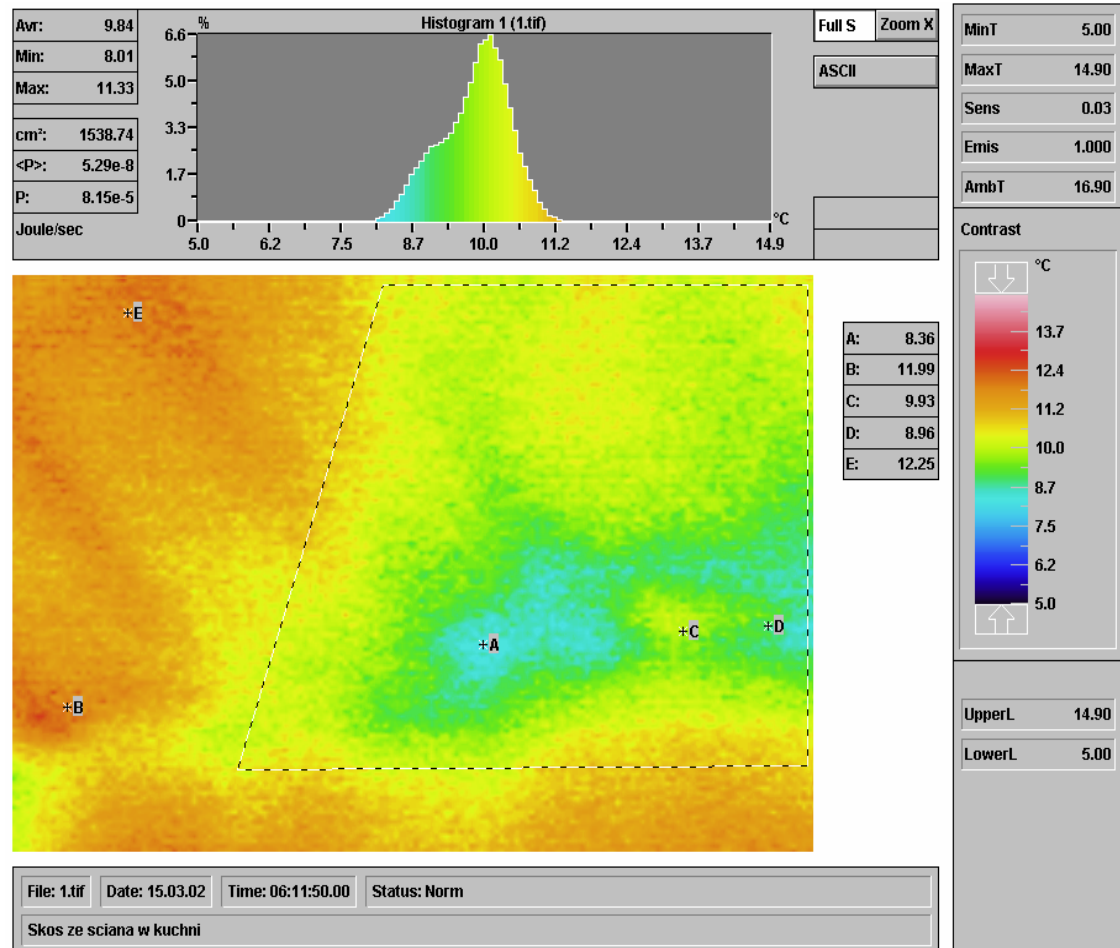 Avr: 9.84
Min: 8.01
Max: 11.33
cm²: 1538.74
<P>: 5.29e-8
P: 8.15e-5
Joule/sec
% Histogram 1 (1.tif)
6.6
5.0
3.3
1.7
0
°C
5.0 6.2 7.5 8.7 10.0 11.2 12.4 13.7 14.9
Full S Zoom X
ASCII
MinT 5.00
MaxT 14.90
Sens 0.03
Emis 1.000
AmbT 16.90
Contrast
°C
13.7
12.4
11.2
10.0
8.7
7.5
6.2
5.0
UpperL 14.90
LowerL 5.00
+E
+A
+C
+D
+B
A: 8.36
B: 11.99
C: 9.93
D: 8.96
E: 12.25
File: 1.tif Date: 15.03.02 Time: 06:11:50.00 Status: Norm
Skos ze sciana w kuchni